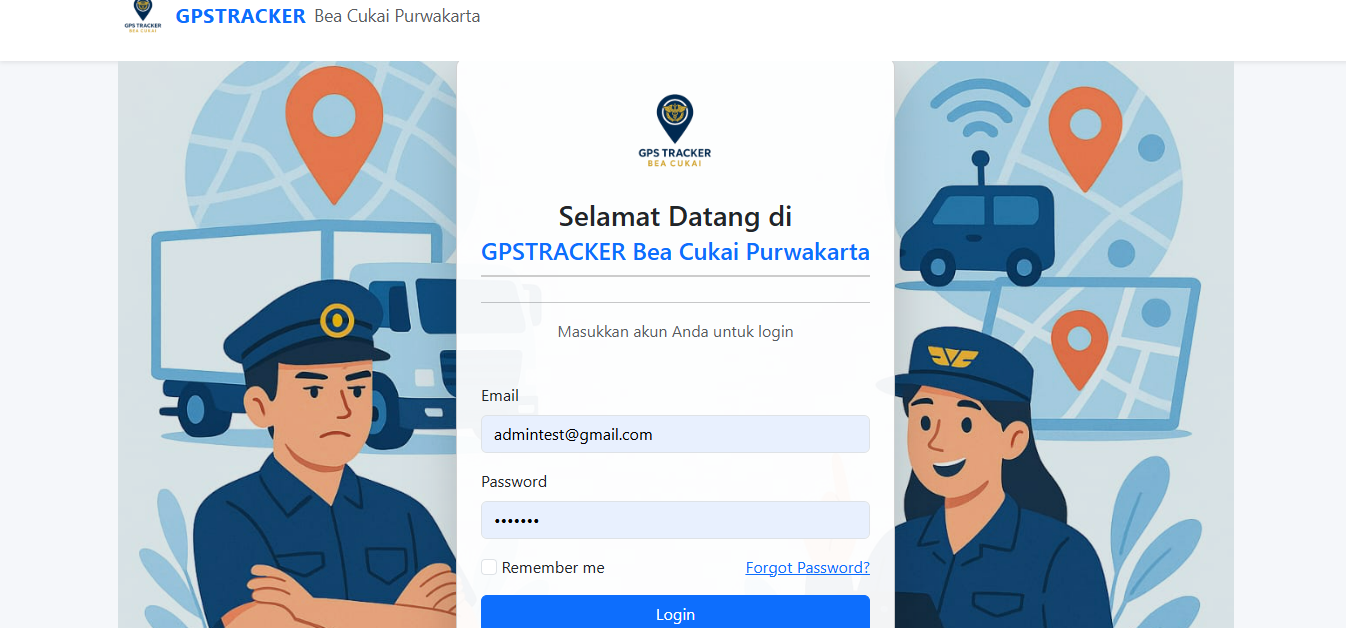 GPS TRACKER
BEA CUKAI
GPSTRACKER Bea Cukai Purwakarta
GPS TRACKER
BEA CUKAI
Selamat Datang di
GPSTRACKER Bea Cukai Purwakarta
Masukkan akun Anda untuk login
Email
admintest@gmail.com
Password
•••••••
Remember me Forgot Password?
Login